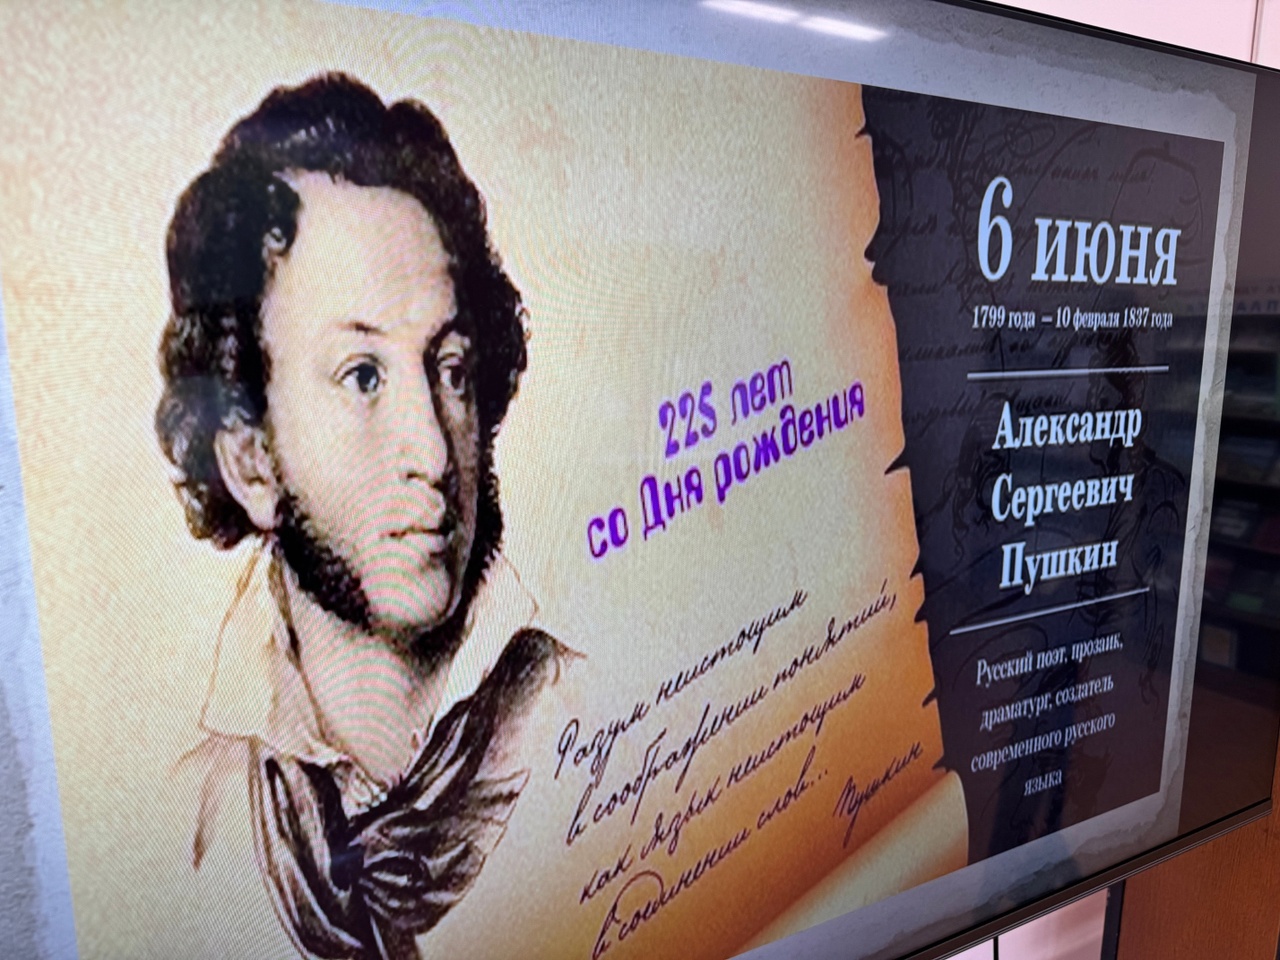 225 лет
со Дня рождения
Разум неистощим
в соображении понятий,
как язык неистощим
в соединении слов...
Пушкин
6 июня
1799 года – 10 февраля 1837 года
Александр
Сергеевич
Пушкин
Русский поэт, прозаик,
драматург, создатель
современного русского
языка